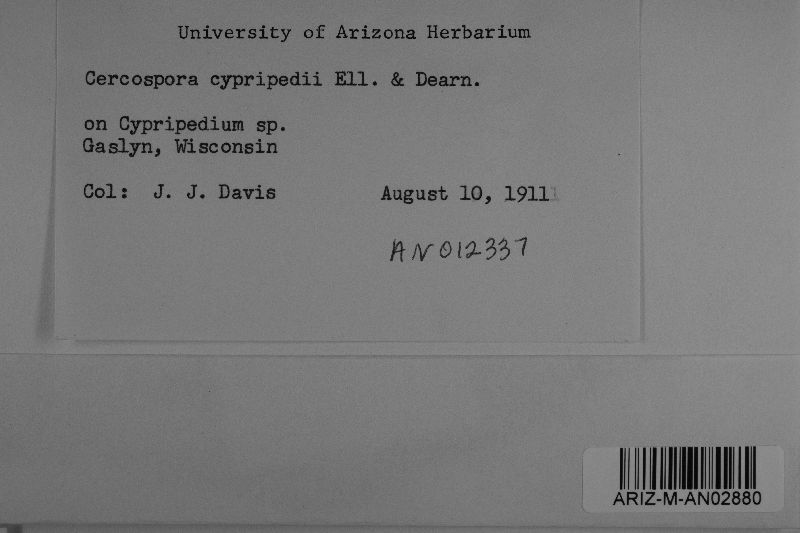 University of Arizona Herbarium
Cercospora cypripedii Ell. & Dearn.
on Cypripedium sp.
Gaslyn, Wisconsin
Col: J. J. Davis August 10, 1911
AN012337
ARIZ-M-AN02880